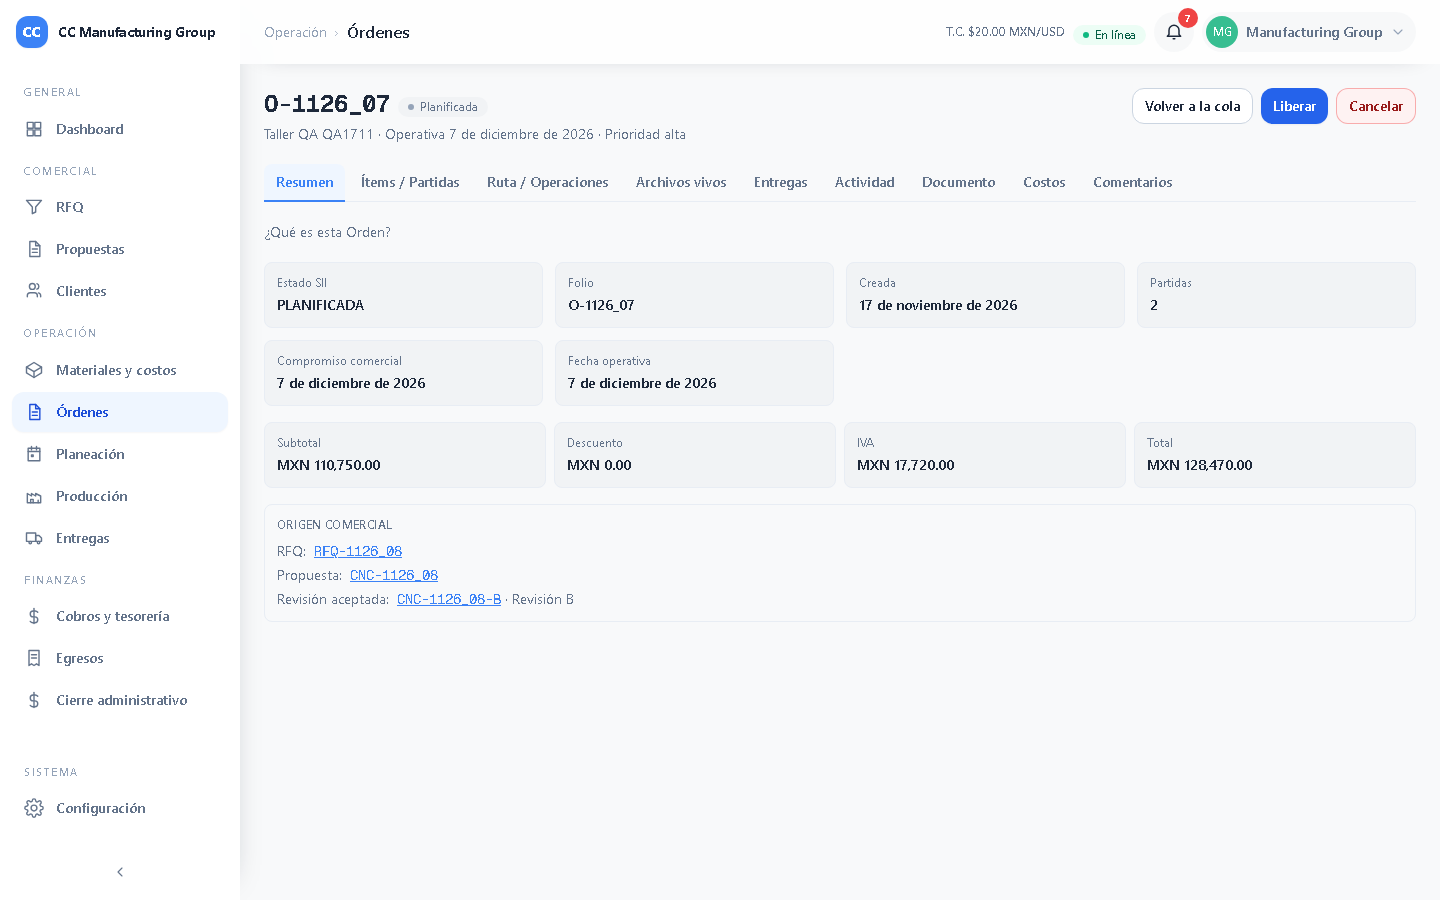 CC
CC Manufacturing Group
GENERAL
Dashboard
COMERCIAL
RFQ
Propuestas
Clientes
OPERACIÓN
Materiales y costos
Órdenes
Planeación
Producción
Entregas
FINANZAS
Cobros y tesorería
Egresos
Cierre administrativo
SISTEMA
Configuración
Operación › Órdenes
T.C. $20.00 MXN/USD
En línea
7
MG
Manufacturing Group
O-1126_07
Planificada
Taller QA QA1711 · Operativa 7 de diciembre de 2026 · Prioridad alta
Volver a la cola
Liberar
Cancelar
Resumen
Ítems / Partidas
Ruta / Operaciones
Archivos vivos
Entregas
Actividad
Documento
Costos
Comentarios
¿Qué es esta Orden?
Estado SII
PLANIFICADA
Folio
O-1126_07
Creada
17 de noviembre de 2026
Partidas
2
Compromiso comercial
7 de diciembre de 2026
Fecha operativa
7 de diciembre de 2026
Subtotal
MXN 110,750.00
Descuento
MXN 0.00
IVA
MXN 17,720.00
Total
MXN 128,470.00
ORIGEN COMERCIAL
RFQ: RFQ-1126_08
Propuesta: CNC-1126_08
Revisión aceptada: CNC-1126_08-B · Revisión B